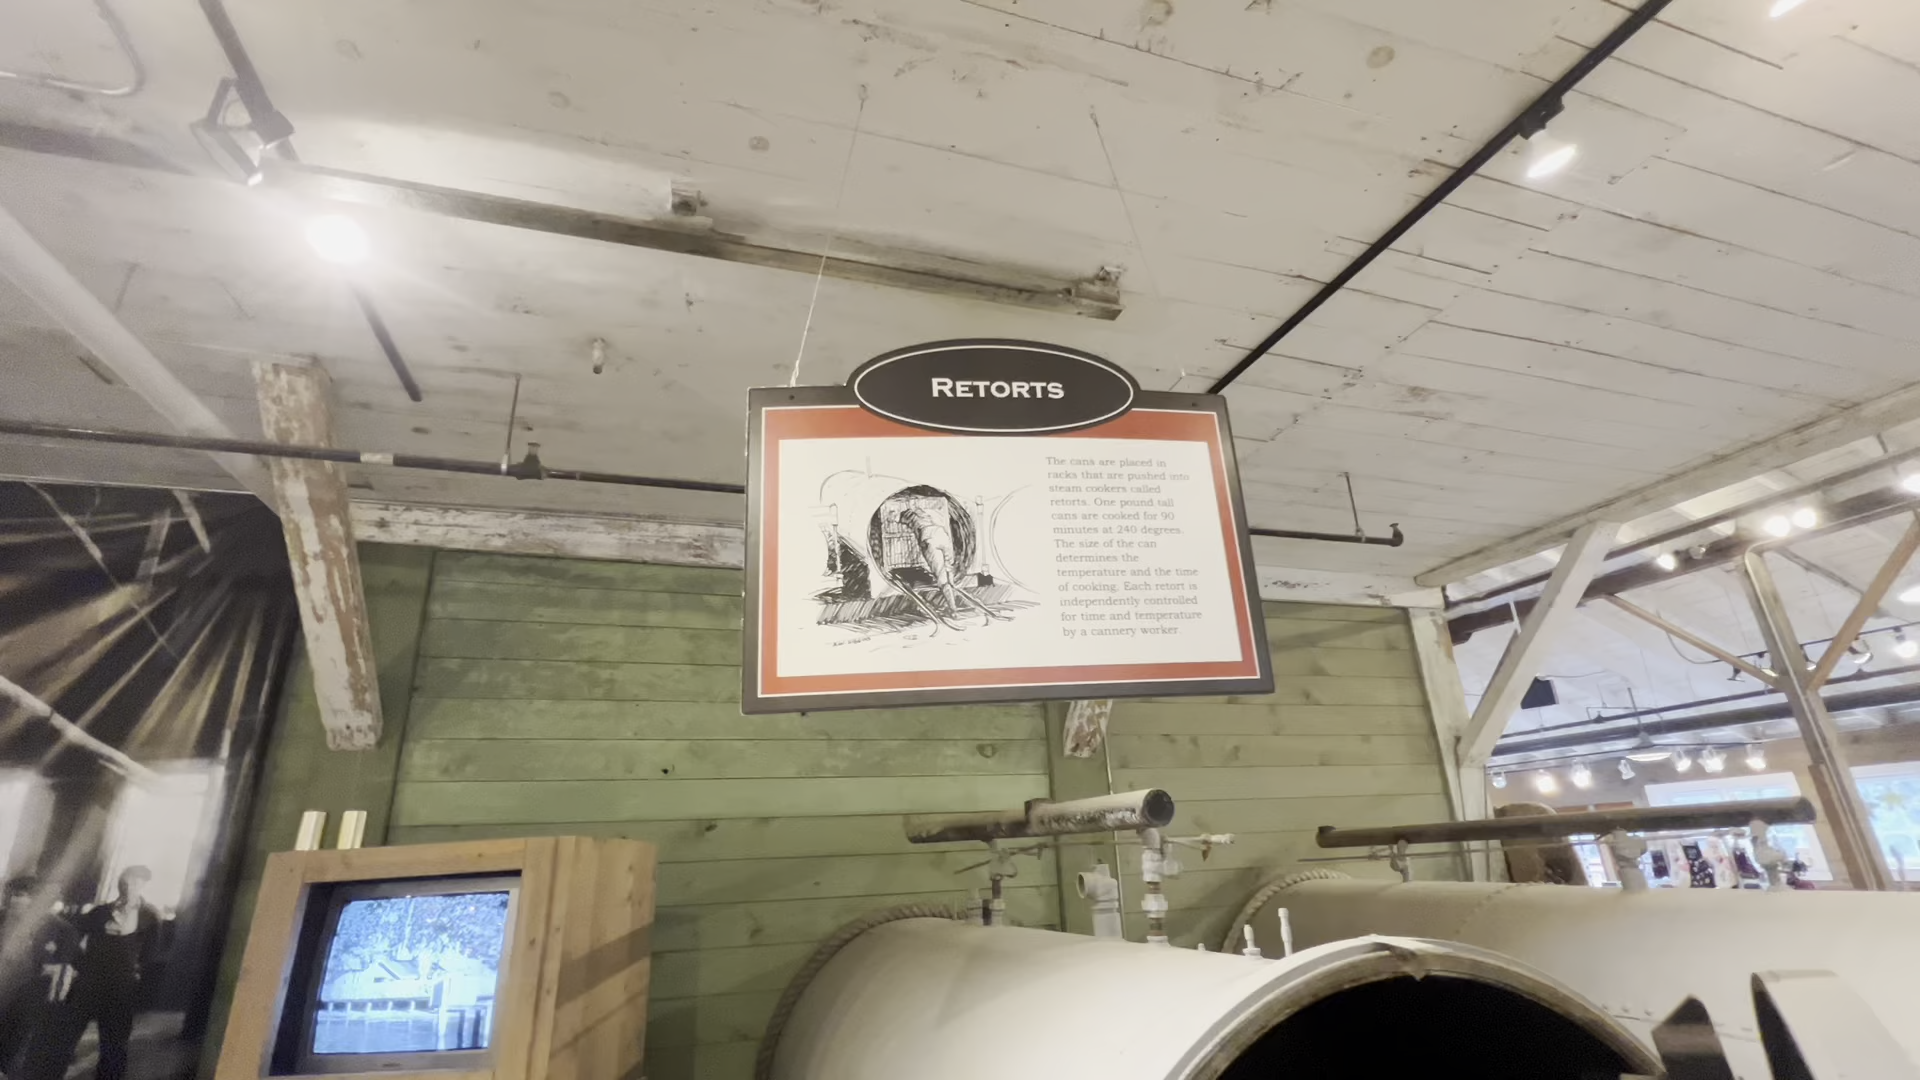 RETORTS
The cans are placed in
racks that are pushed into
steam cookers called
retorts. One pound tall
cans are cooked for 90
minutes at 240 degrees.
The size of the can
determines the
temperature and the time
of cooking. Each retort is
independently controlled
for time and temperature
by a cannery worker.